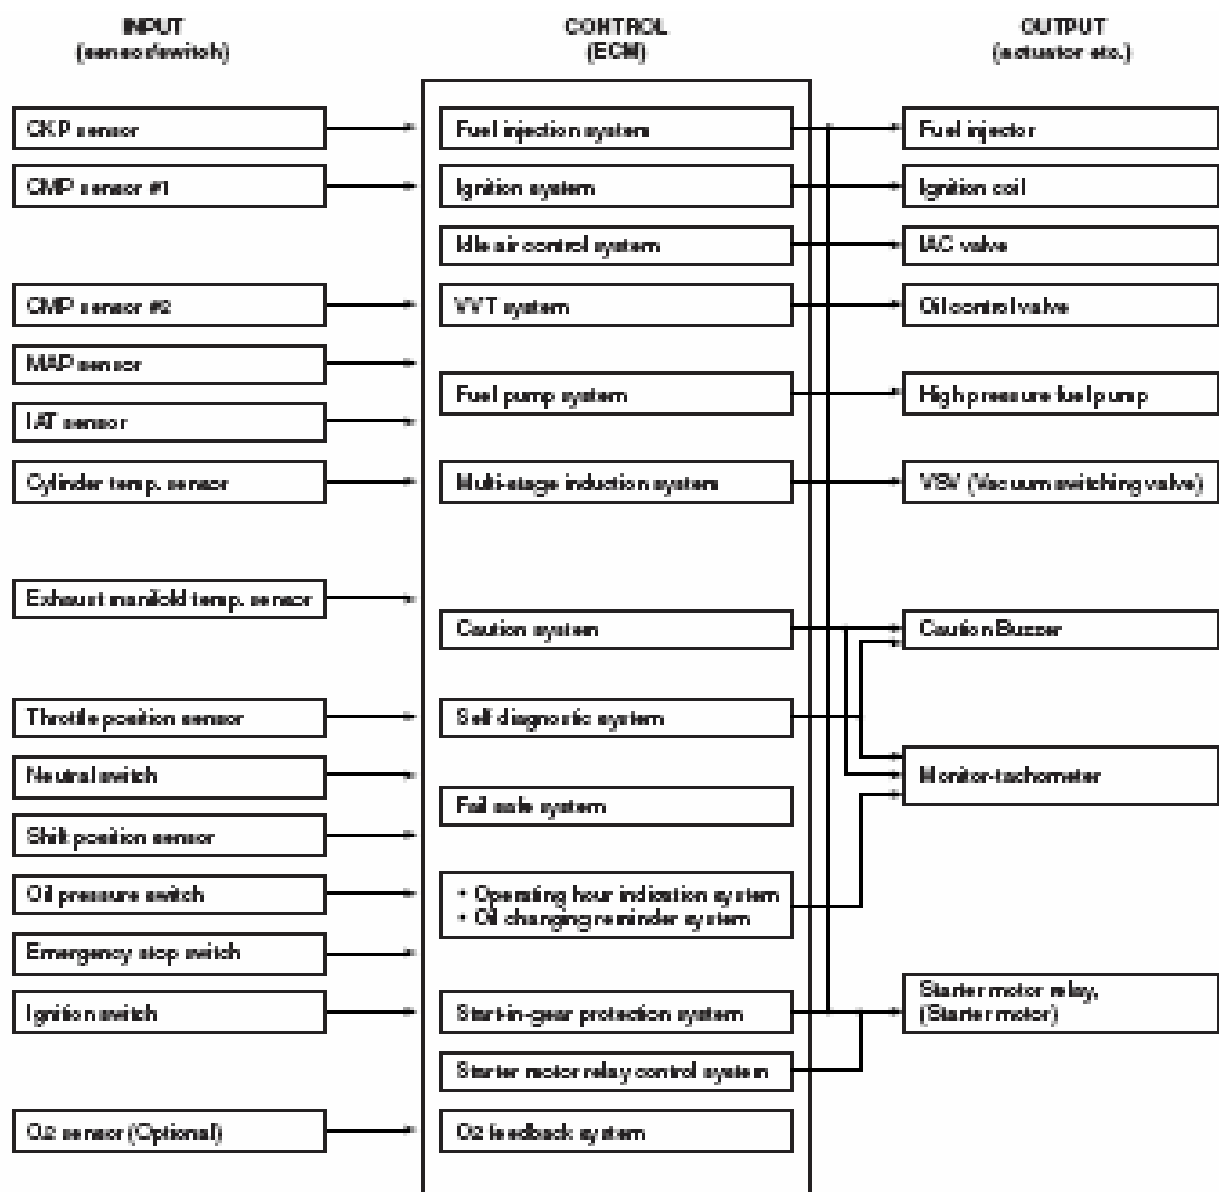 INPUT
(sensor/switch)
CONTROL
(ECM)
OUTPUT
(actuator etc.)
CKP sensor
Fuel injection system
Fuel injector
CMP sensor #1
Ignition system
Ignition coil
Idle air control system
IAC valve
CMP sensor #2
VVT system
Oil control valve
MAP sensor
Fuel pump system
High pressure fuel pump
IAT sensor
Cylinder temp. sensor
Multi-stage induction system
VSV (Vacuum switching valve)
Exhaust manifold temp. sensor
Caution system
Caution Buzzer
Throttle position sensor
Self diagnostic system
Neutral switch
Monitor-tachometer
Fail safe system
Shift position sensor
Oil pressure switch
• Operating hour indication system
• Oil changing reminder system
Emergency stop switch
Ignition switch
Start-in-gear protection system
Starter motor relay,
(Starter motor)
Starter motor relay control system
O2 sensor (Optional)
O2 feedback system